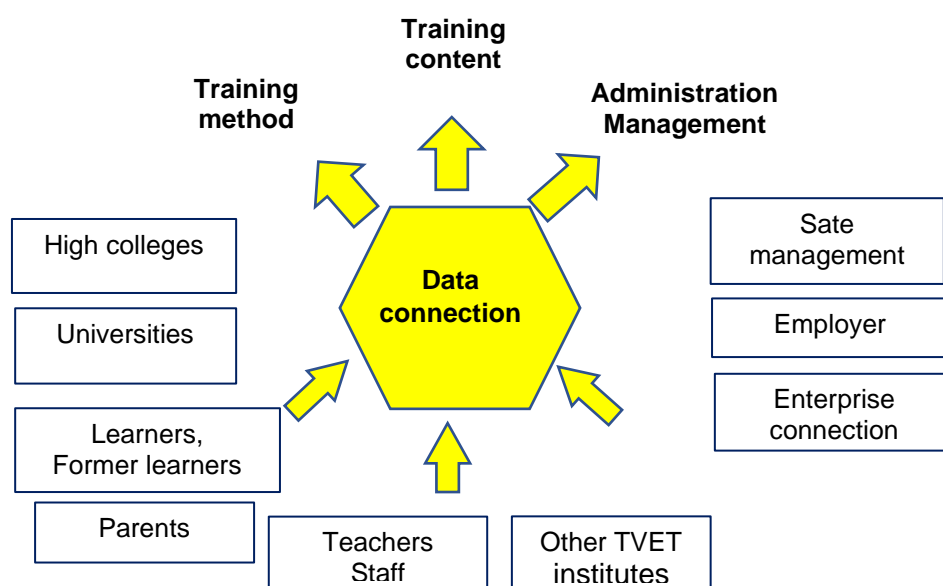 Training
content
Training
method
Administration
Management
Data
connection
High colleges
Universities
Learners,
Former learners
Parents
Teachers
Staff
Other TVET
institutes
Sate
management
Employer
Enterprise
connection